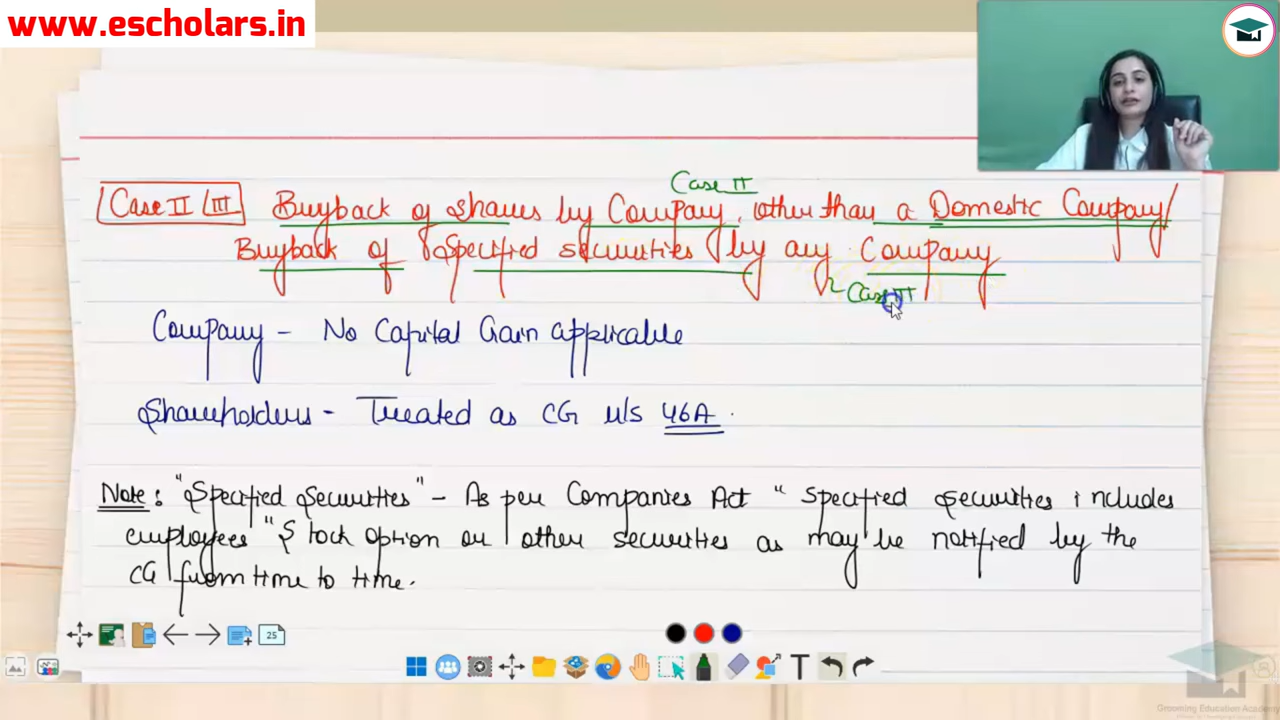 www.escholars.in
Case II
Case II / III Buyback of shares by Company, other than a Domestic Company/
Buyback of Specified securities by any Company
Case III
Company - No Capital Gain applicable
Shareholders - Treated as CG u/s 46A.
Note: "Specified Securities" - As per Companies Act "Specified Securities includes
employees" Stock option or other securities as may be notified by the
CG from time to time.
25
T
Grooming Education Academy